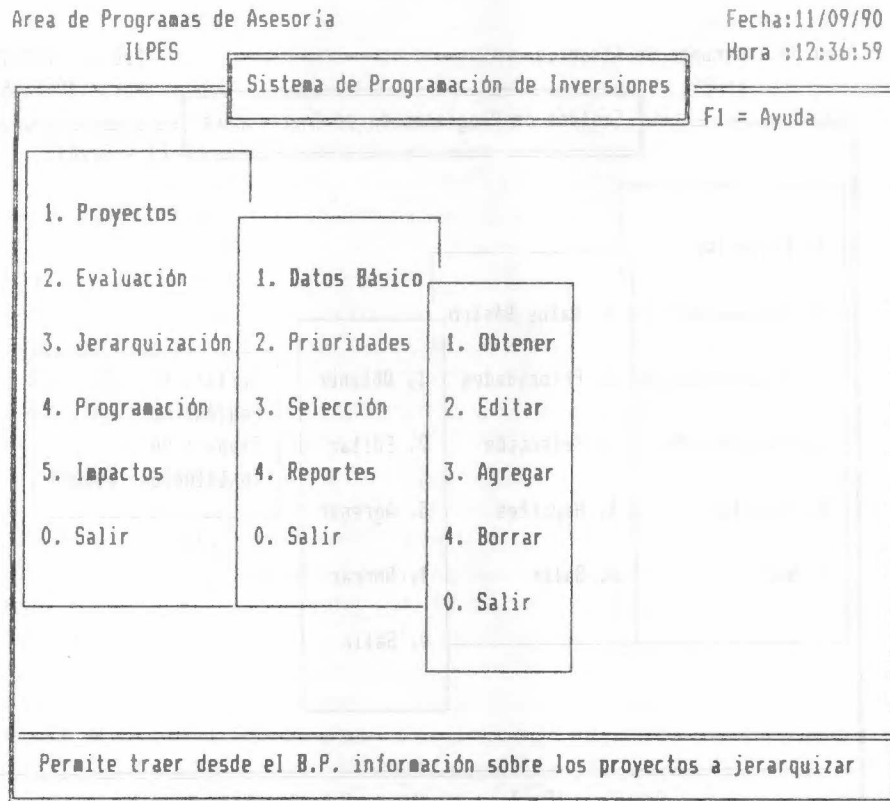 Area de Programas de Asesoría Fecha:11/09/90
ILPES Hora :12:36:59
Sistema de Programación de Inversiones
F1 = Ayuda
1. Proyectos
2. Evaluación
3. Jerarquización
4. Programación
5. Impactos
0. Salir
1. Datos Básico
2. Prioridades
3. Selección
4. Reportes
0. Salir
1. Obtener
2. Editar
3. Agregar
4. Borrar
0. Salir
Permite traer desde el B.P. información sobre los proyectos a jerarquizar